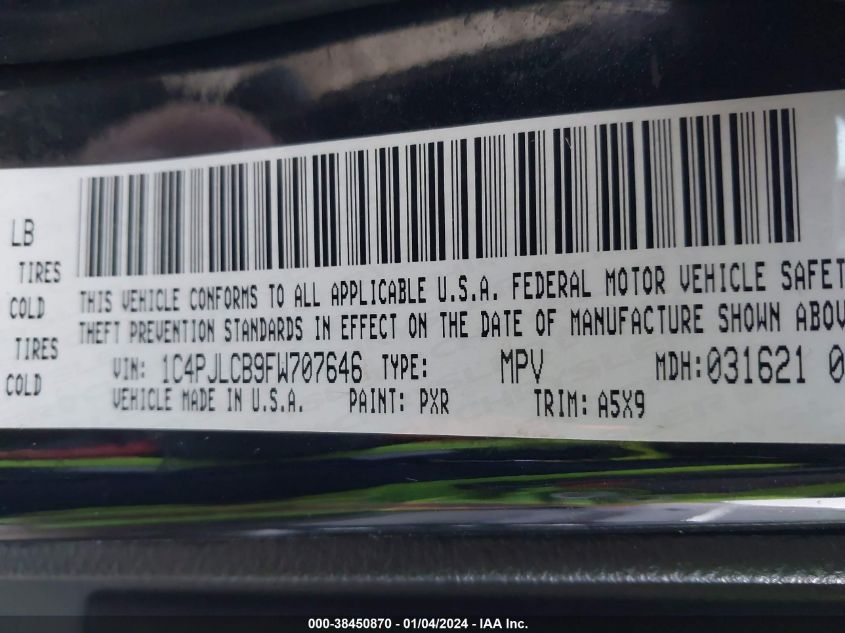 LB
TIRES
COLD
TIRES
COLD
THIS VEHICLE CONFORMS TO ALL APPLICABLE U.S.A. FEDERAL MOTOR VEHICLE SAFET
THEFT PREVENTION STANDARDS IN EFFECT ON THE DATE OF MANUFACTURE SHOWN ABOV
VIN: 1C4PJLCB9FW707646 TYPE: MPV MDH:031621 0
VEHICLE MADE IN U.S.A. PAINT: PXR TRIM: A5X9
000-38450870 - 01/04/2024 - IAA Inc.